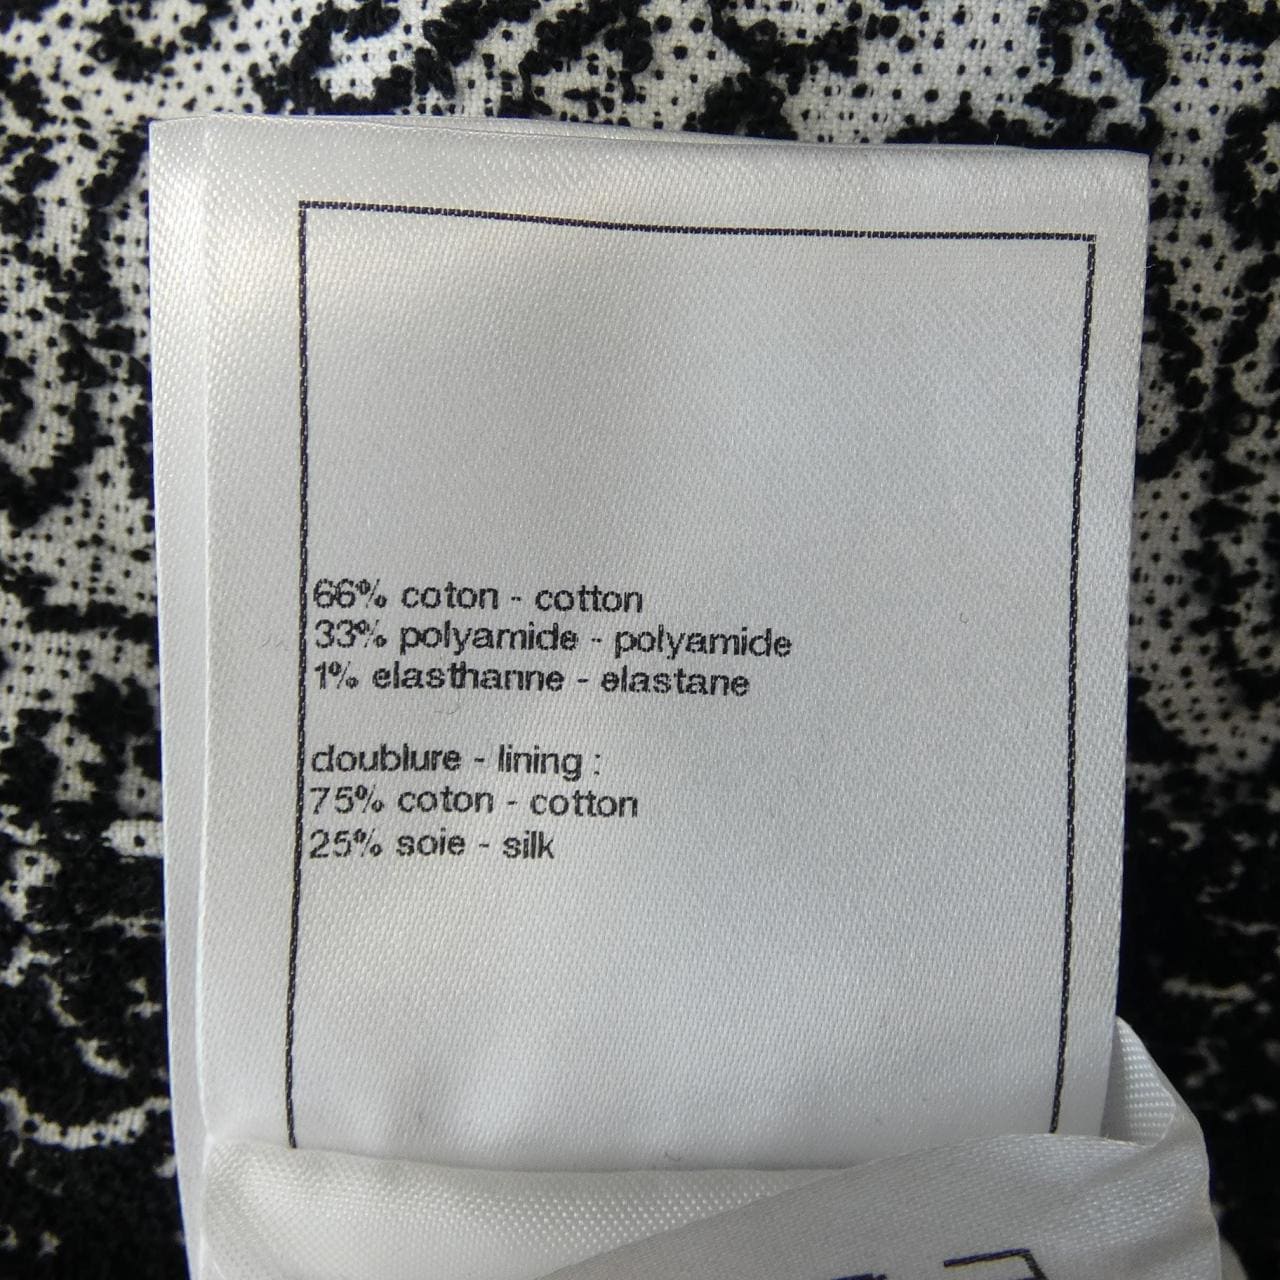 66% coton - cotton
33% polyamide - polyamide
1% elasthanne - elastane
doublure - lining :
75% coton - cotton
25% soie - silk